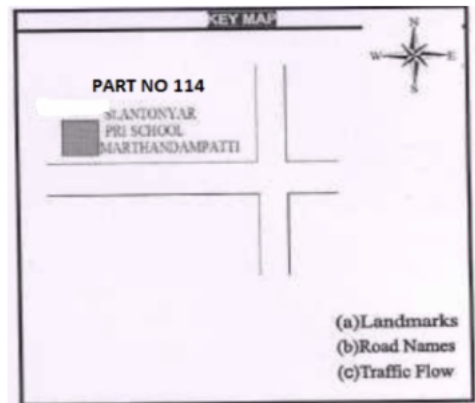 KEY MAP
N
W E
S
PART NO 114
St.ANTONYAR
PRI SCHOOL
MARTHANDAMPATTI
(a)Landmarks
(b)Road Names
(c)Traffic Flow